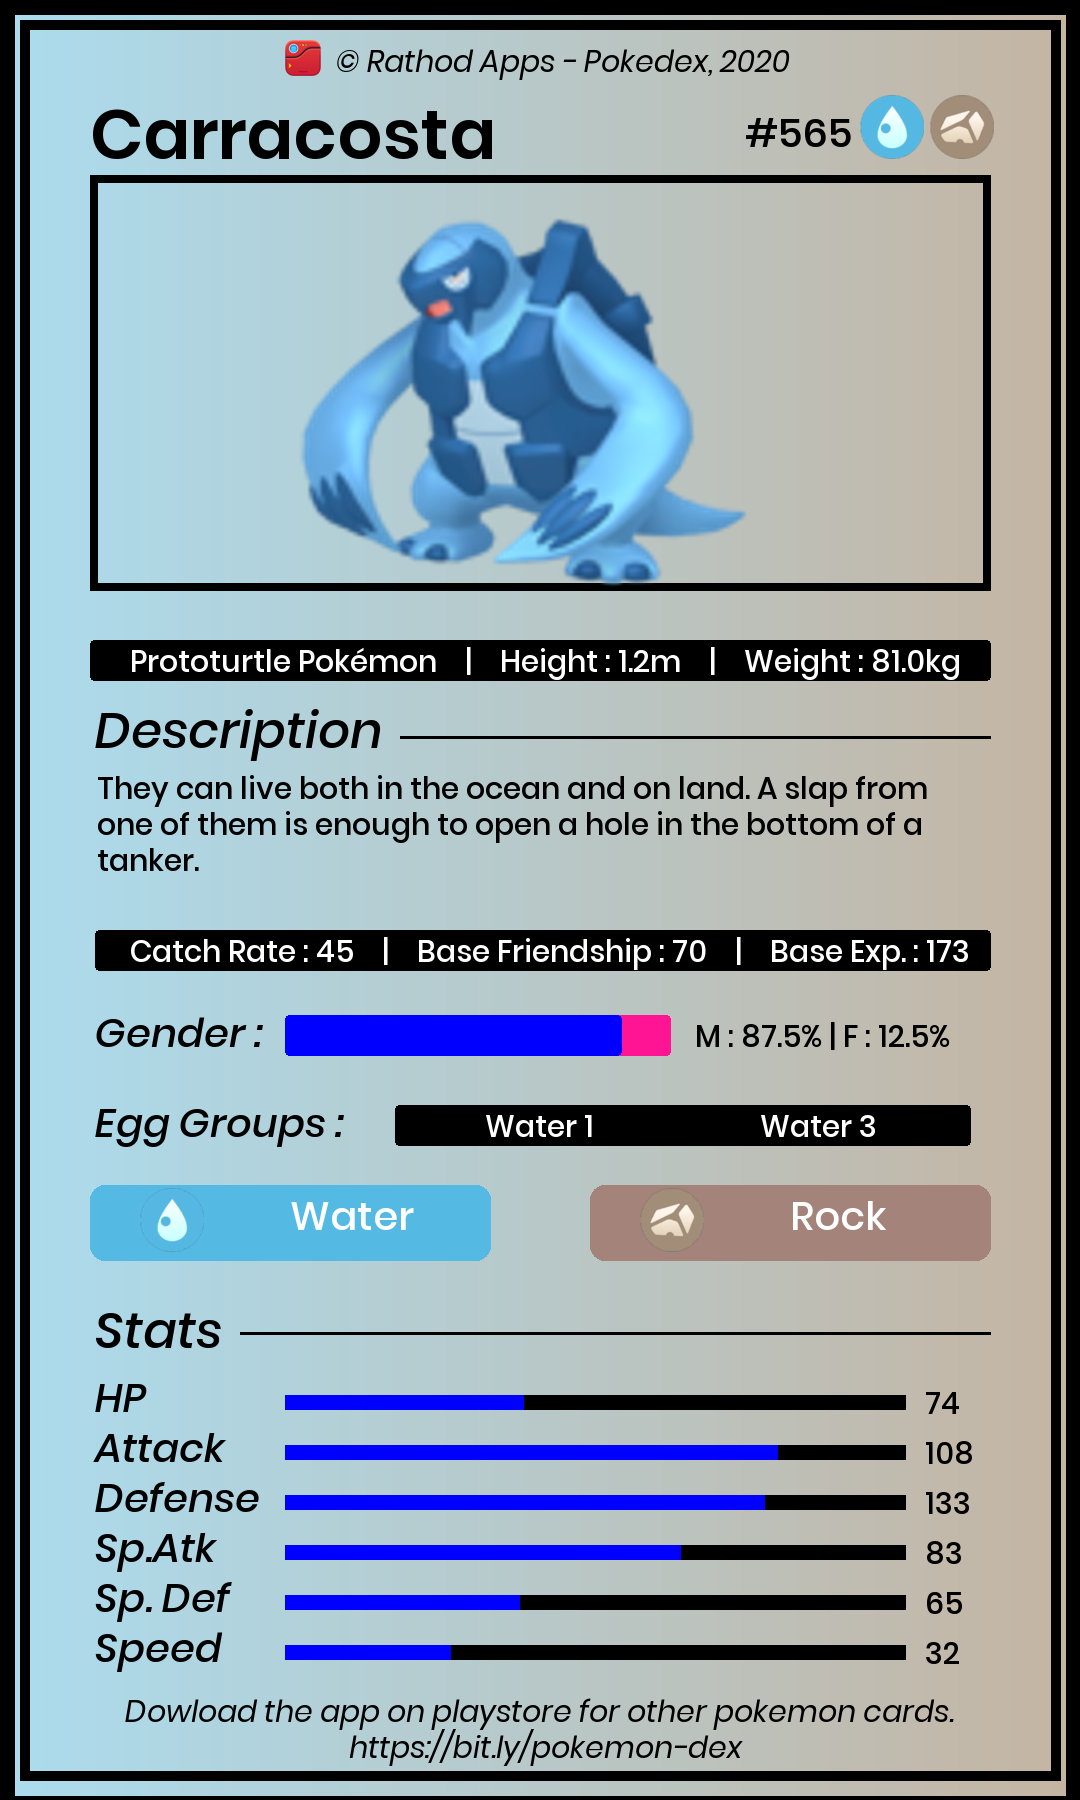 © Rathod Apps - Pokedex, 2020
Carracosta #565
Prototurtle Pokémon | Height : 1.2m | Weight : 81.0kg
Description
They can live both in the ocean and on land. A slap from
one of them is enough to open a hole in the bottom of a
tanker.
Catch Rate : 45 | Base Friendship : 70 | Base Exp. : 173
Gender : M : 87.5% | F : 12.5%
Egg Groups : Water 1 Water 3
Water Rock
Stats
HP 74
Attack 108
Defense 133
Sp.Atk 83
Sp. Def 65
Speed 32
Dowload the app on playstore for other pokemon cards.
https://bit.ly/pokemon-dex